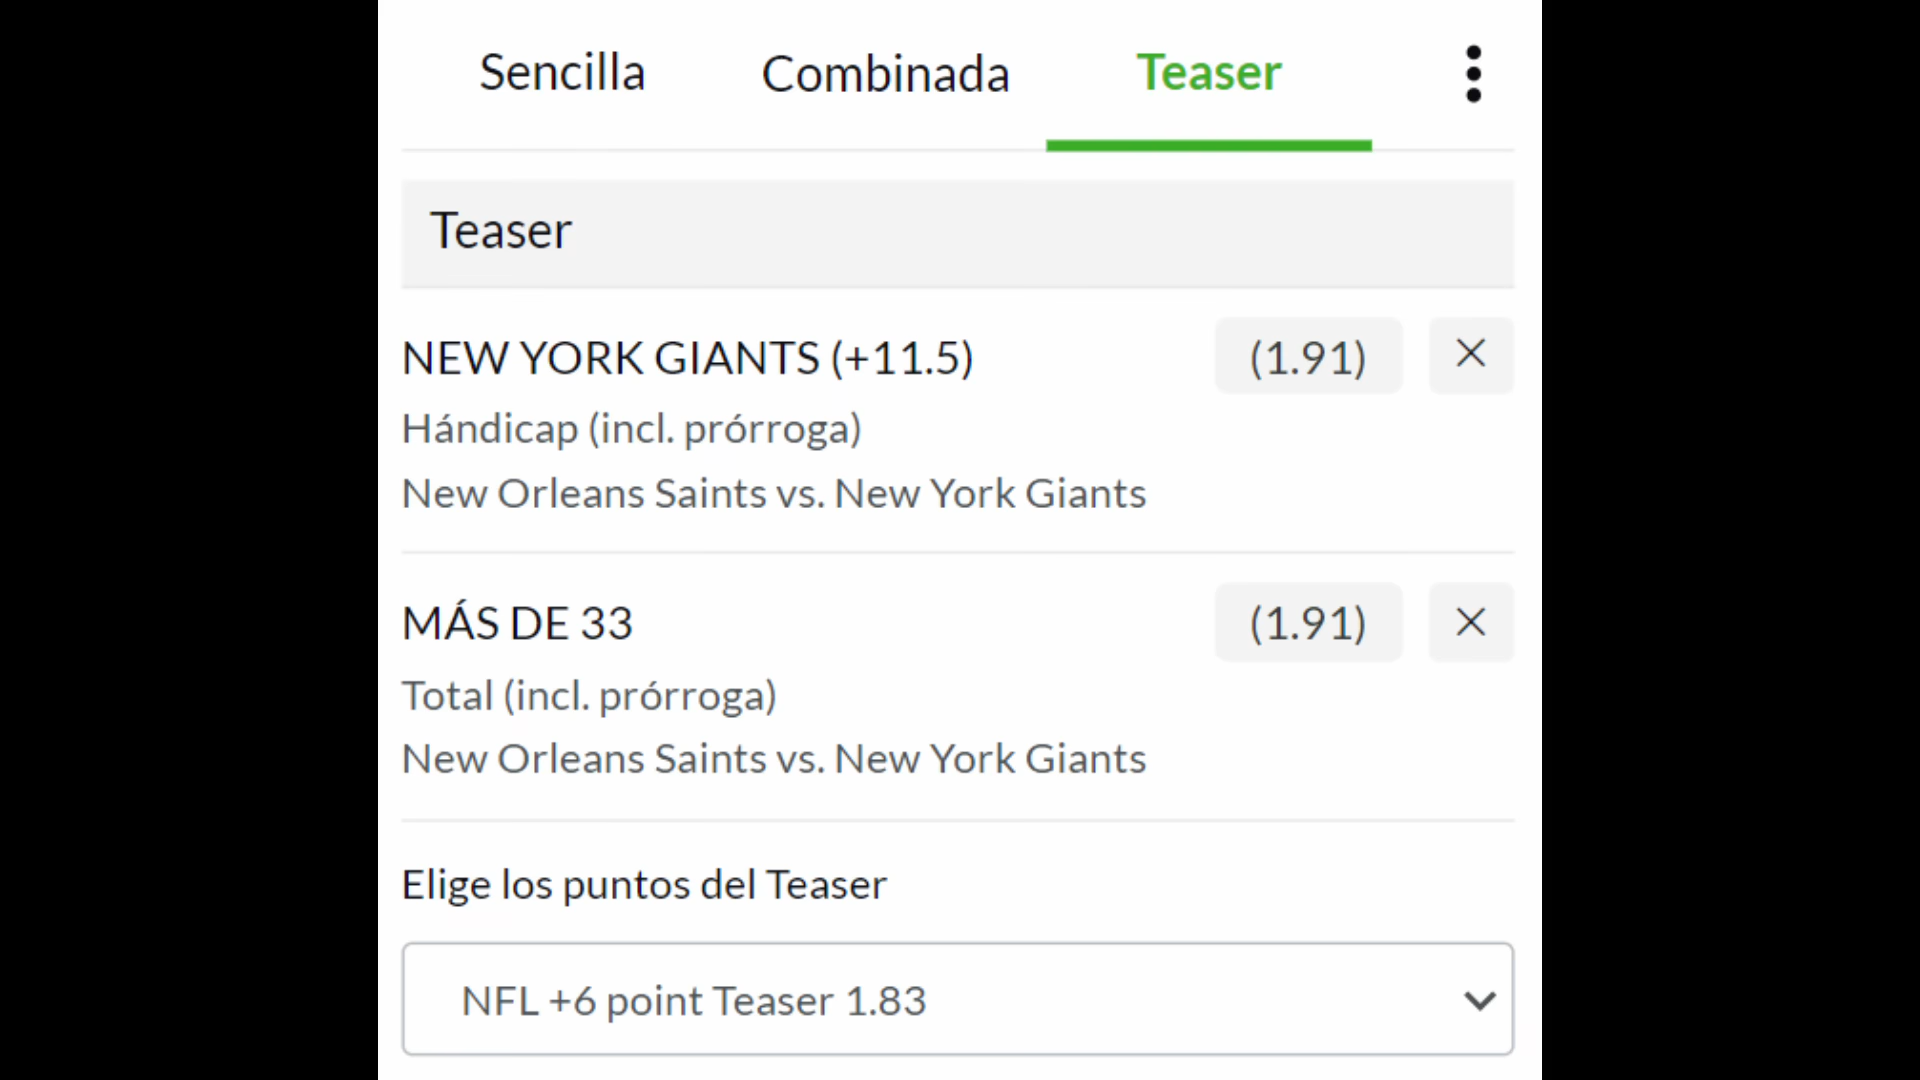 Sencilla Combinada Teaser
Teaser
NEW YORK GIANTS (+11.5) (1.91)
Hándicap (incl. prórroga)
New Orleans Saints vs. New York Giants
MÁS DE 33 (1.91)
Total (incl. prórroga)
New Orleans Saints vs. New York Giants
Elige los puntos del Teaser
NFL +6 point Teaser 1.83